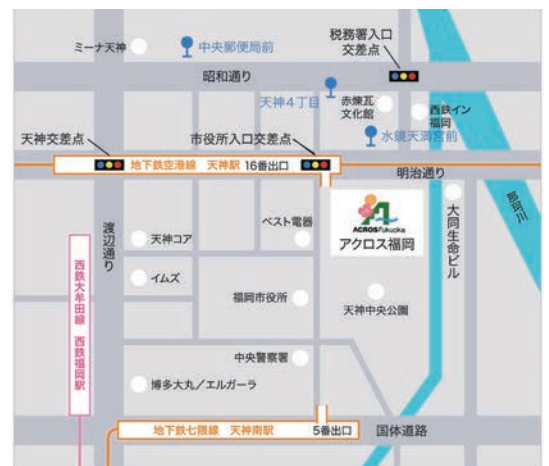 ミーナ天神
中央郵便局前
税務署入口
交差点
昭和通り
天神4丁目
赤煉瓦
文化館
西鉄イン
福岡
水鏡天満宮前
天神交差点
市役所入口交差点
地下鉄空港線 天神駅 16番出口
明治通り
那珂川
渡辺通り
天神コア
ベスト電器
ACROS Fukuoka
アクロス福岡
大同生命ビル
イムズ
福岡市役所
天神中央公園
西鉄大牟田線 西鉄福岡駅
中央警察署
博多大丸/エルガーラ
地下鉄七隈線 天神南駅 5番出口
国体道路